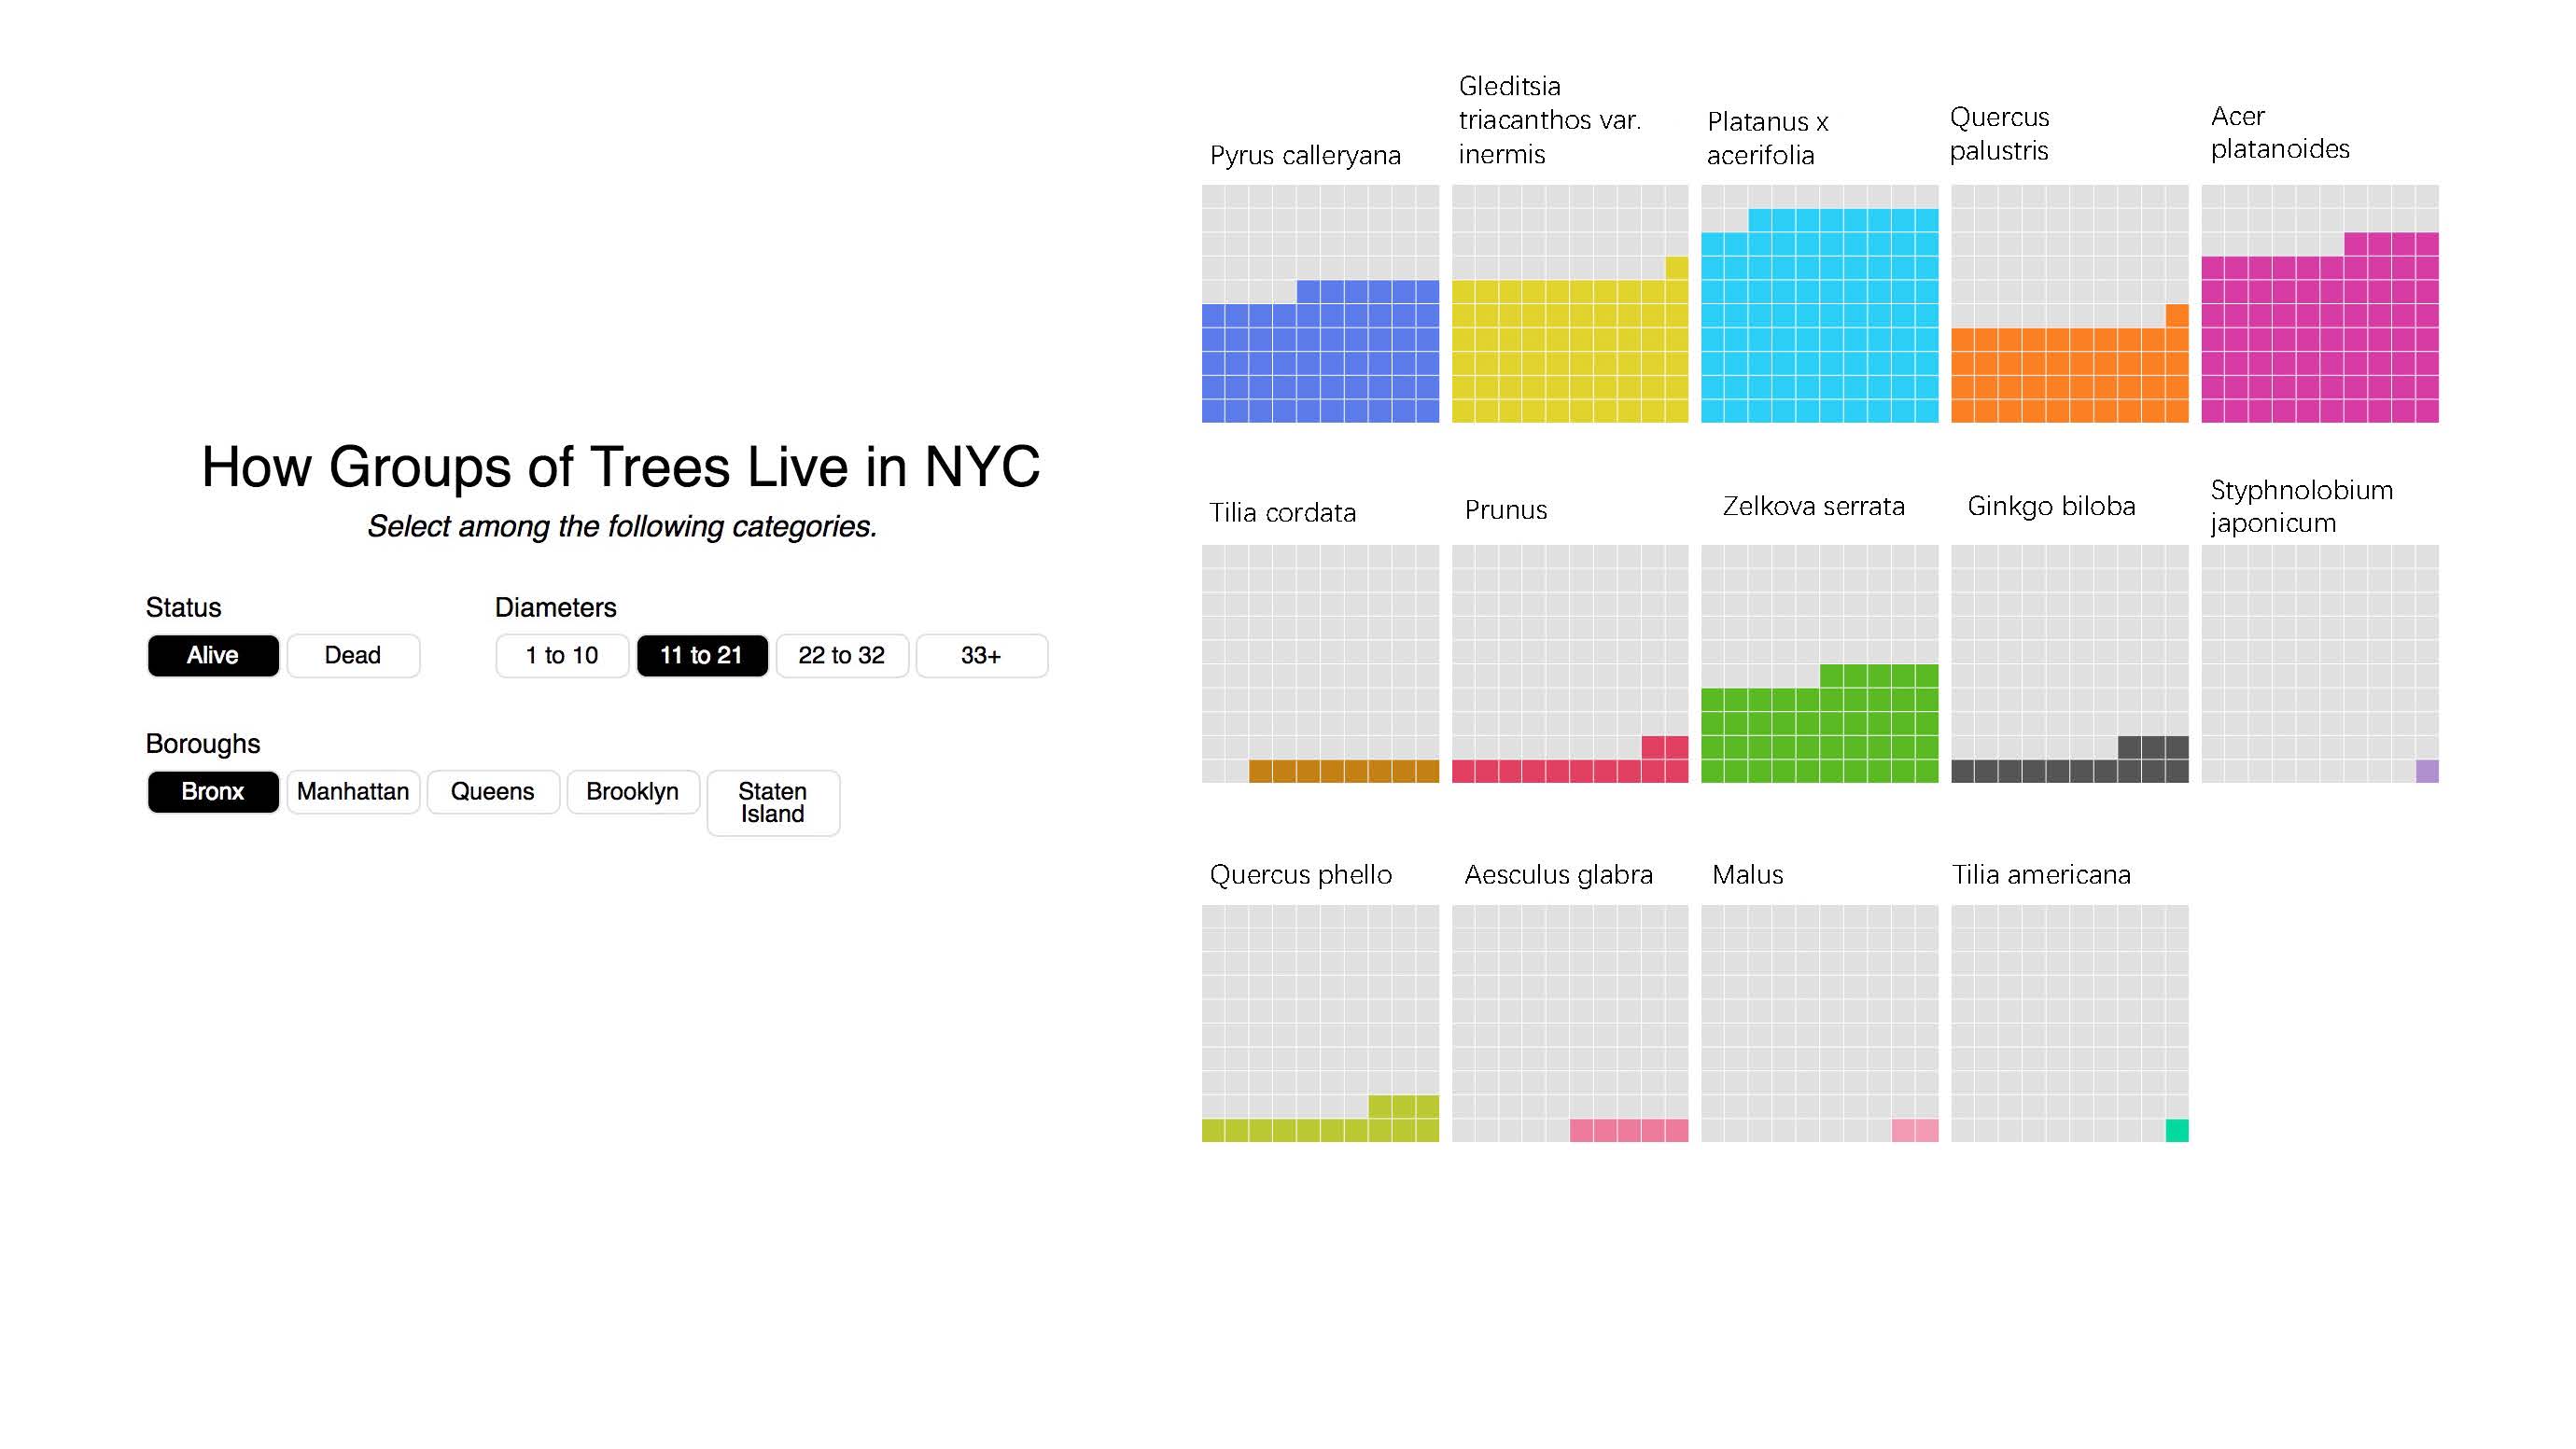 How Groups of Trees Live in NYC
Select among the following categories.
Status
Alive
Dead
Diameters
1 to 10
11 to 21
22 to 32
33+
Boroughs
Bronx
Manhattan
Queens
Brooklyn
Staten
Island
Pyrus calleryana
Gleditsia
triacanthos var.
inermis
Platanus x
acerifolia
Quercus
palustris
Acer
platanoides
Tilia cordata
Prunus
Zelkova serrata
Ginkgo biloba
Styphnolobium
japonicum
Quercus phello
Aesculus glabra
Malus
Tilia americana